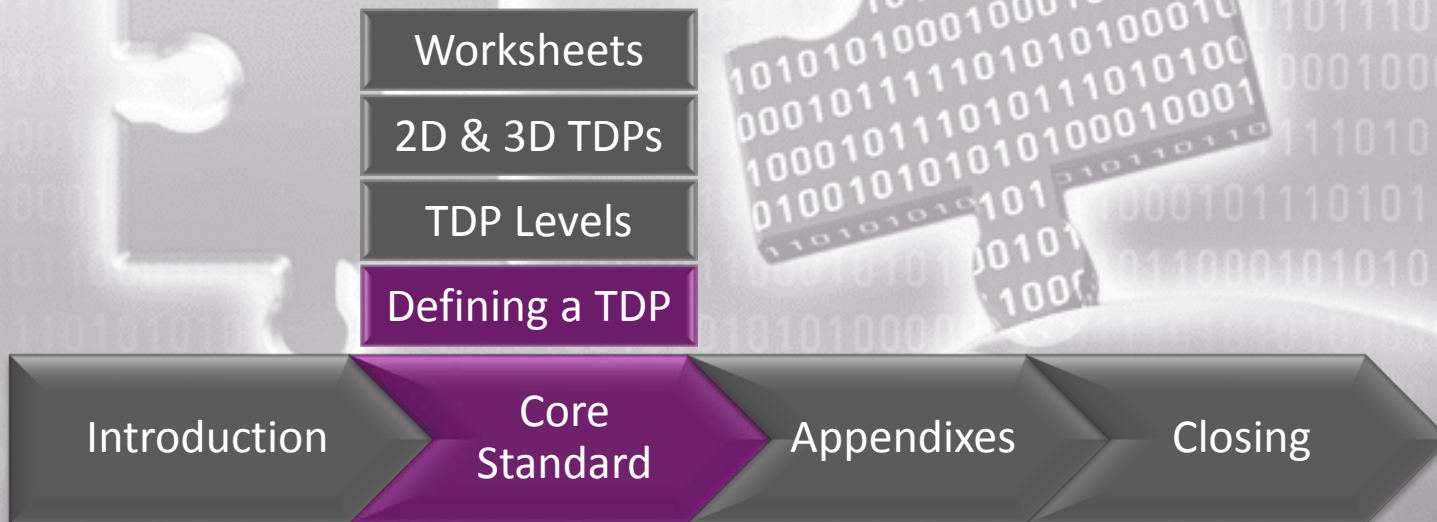 Worksheets
2D & 3D TDPs
TDP Levels
Defining a TDP
Introduction
Core
Standard
Appendixes
Closing